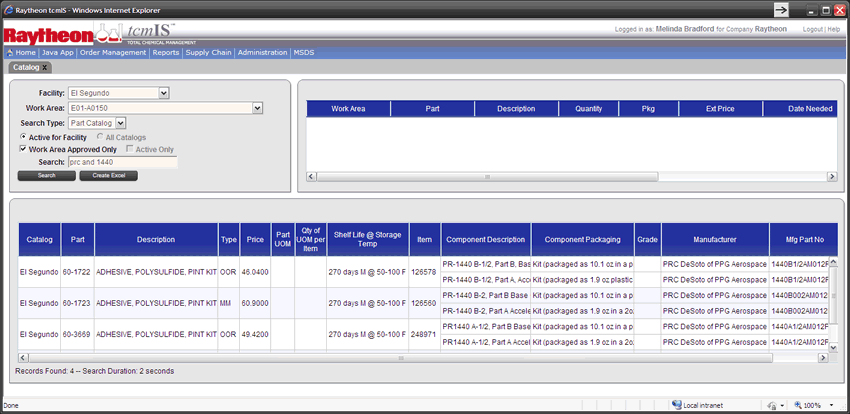 Raytheon tcmIS - Windows Internet Explorer
Raytheon tcmIS™
TOTAL CHEMICAL MANAGEMENT
Logged in as: Melinda Bradford for Company Raytheon Logout | Help
Home | Java App | Order Management | Reports | Supply Chain | Administration | MSDS
Catalog x
Facility: El Segundo
Work Area: E01-A0150
Search Type: Part Catalog
Active for Facility All Catalogs
Work Area Approved Only Active Only
Search: prc and 1440
Search Create Excel
Work Area Part Description Quantity Pkg Ext Price Date Needed
Catalog Part Description Type Price Part UOM Qty of UOM per Item Shelf Life @ Storage Temp Item Component Description Component Packaging Grade Manufacturer Mfg Part No
El Segundo 60-1722 ADHESIVE, POLYSULFIDE, PINT KIT OOR 46.0400 270 days M @ 50-100 F 126578
PR-1440 B-1/2, Part B, Bas Kit (packaged as 10.1 oz in a p PRC DeSoto of PPG Aerospace 1440B1/2AM012P
PR-1440 B-1/2, Part A, Acce Kit (packaged as 1.9 oz plastic PRC DeSoto of PPG Aerospace 1440B1/2AM012P
El Segundo 60-1723 ADHESIVE, POLYSULFIDE, PINT KIT MM 60.9000 270 days M @ 50-100 F 126560
PR-1440 B-2, Part B Base Kit (packaged as 10.1 oz in a p PRC DeSoto of PPG Aerospace 1440B002AM012
PR-1440 B-2, Part A Accele Kit (packaged as 1.9 oz in a 2o PRC DeSoto of PPG Aerospace 1440B002AM012
El Segundo 60-3669 ADHESIVE, POLYSULFIDE, PINT KIT OOR 49.4200 270 days M @ 50-100 F 248971
PR1440 A-1/2, Part B Base Kit (packaged as 10.1 oz in a p PRC DeSoto of PPG Aerospace 1440A1/2AM012P
PR-1440 A-1/2, Part A Accel Kit (packaged as 1.9 oz in a 2o PRC DeSoto of PPG Aerospace 1440A1/2AM012P
Records Found: 4 -- Search Duration: 2 seconds
Done Local intranet 100%